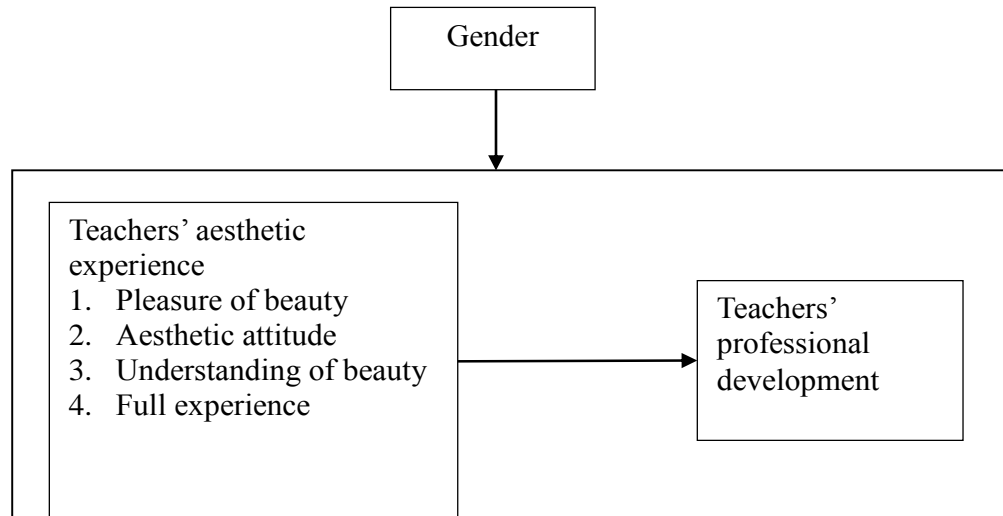 Gender
Teachers’ aesthetic
experience
1. Pleasure of beauty
2. Aesthetic attitude
3. Understanding of beauty
4. Full experience
Teachers’
professional
development